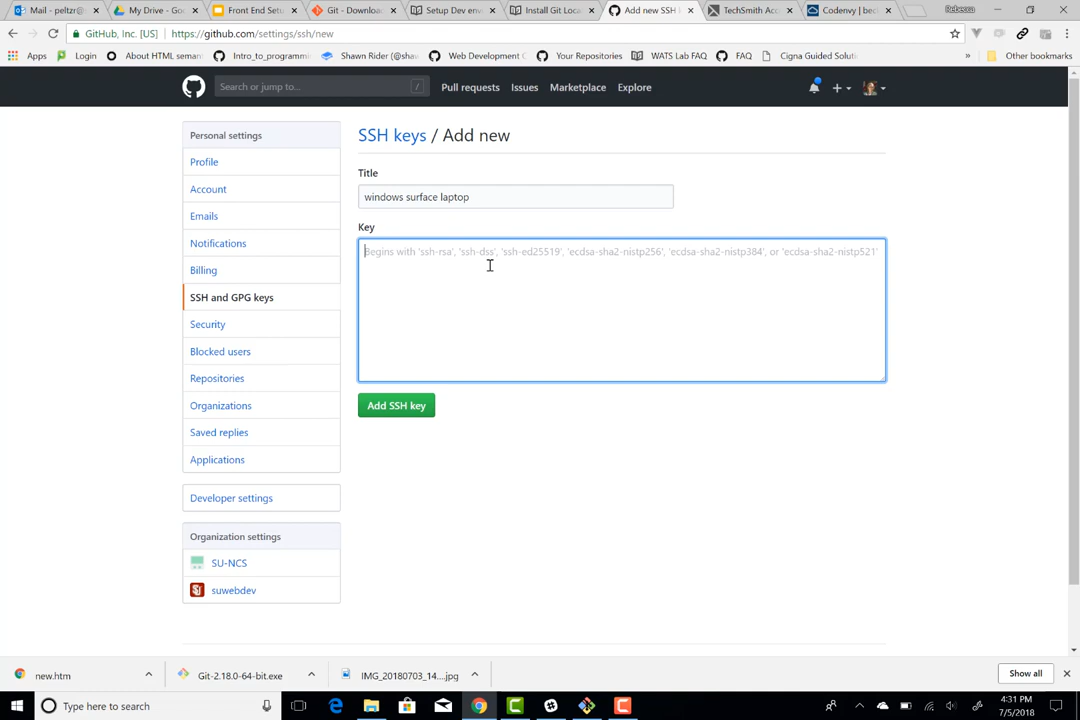 Mail - peltzr@
My Drive - Goo
Front End Setu
Git - Downloa
Setup Dev env
Install Git Loca
Add new SSH k
TechSmith Acc
Codenvy | bec
Rebecca
GitHub, Inc. [US]
https://github.com/settings/ssh/new
Apps
Login
About HTML seman
Intro_to_programmi
Shawn Rider (@shaw
Web Development C
Your Repositories
WATS Lab FAQ
FAQ
Cigna Guided Soluti
»
Other bookmarks
Search or jump to...
/
Pull requests
Issues
Marketplace
Explore
Personal settings
Profile
Account
Emails
Notifications
Billing
SSH and GPG keys
Security
Blocked users
Repositories
Organizations
Saved replies
Applications
Developer settings
Organization settings
SU-NCS
suwebdev
SSH keys / Add new
Title
windows surface laptop
Key
Begins with 'ssh-rsa', 'ssh-dss', 'ssh-ed25519', 'ecdsa-sha2-nistp256', 'ecdsa-sha2-nistp384', or 'ecdsa-sha2-nistp521'
Add SSH key
new.htm
Git-2.18.0-64-bit.exe
IMG_20180703_14....jpg
Show all
Type here to search
4:31 PM
7/5/2018